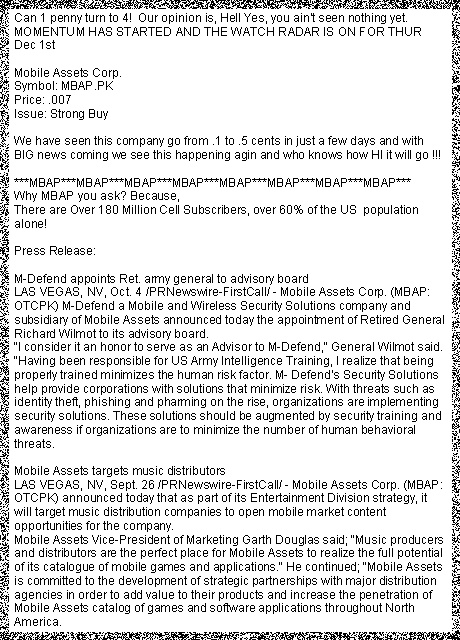 Can 1 penny turn to 4!  Our opinion is, Hell Yes, you ain't seen nothing yet.
MOMENTUM HAS STARTED AND THE WATCH RADAR IS ON FOR THUR
Dec 1st
Mobile Assets Corp.
Symbol: MBAP.PK
Price: .007
Issue: Strong Buy
We have seen this company go from .1 to .5 cents in just a few days and with
BIG news coming we see this happening agin and who knows how HI it will go !!!
***MBAP***MBAP***MBAP***MBAP***MBAP***MBAP***MBAP***MBAP***
Why MBAP you ask? Because,
There are Over 180 Million Cell Subscribers, over 60% of the US  population
alone!
Press Release:
M-Defend appoints Ret. army general to advisory board
LAS VEGAS, NV, Oct. 4 /PRNewswire-FirstCall/ - Mobile Assets Corp. (MBAP:
OTCPK) M-Defend a Mobile and Wireless Security Solutions company and
subsidiary of Mobile Assets announced today the appointment of Retired General
Richard Wilmot to its advisory board.
"I consider it an honor to serve as an Advisor to M-Defend," General Wilmot said.
"Having been responsible for US Army Intelligence Training, I realize that being
properly trained minimizes the human risk factor. M- Defend's Security Solutions
help provide corporations with solutions that minimize risk. With threats such as
identity theft, phishing and pharming on the rise, organizations are implementing
security solutions. These solutions should be augmented by security training and
awareness if organizations are to minimize the number of human behavioral
threats.
Mobile Assets targets music distributors
LAS VEGAS, NV, Sept. 26 /PRNewswire-FirstCall/ - Mobile Assets Corp. (MBAP:
OTCPK) announced today that as part of its Entertainment Division strategy, it
will target music distribution companies to open mobile market content
opportunities for the company.
Mobile Assets Vice-President of Marketing Garth Douglas said; "Music producers
and distributors are the perfect place for Mobile Assets to realize the full potential
of its catalogue of mobile games and applications." He continued; "Mobile Assets
is committed to the development of strategic partnerships with major distribution
agencies in order to add value to their products and increase the penetration of
Mobile Assets catalog of games and software applications throughout North
America.